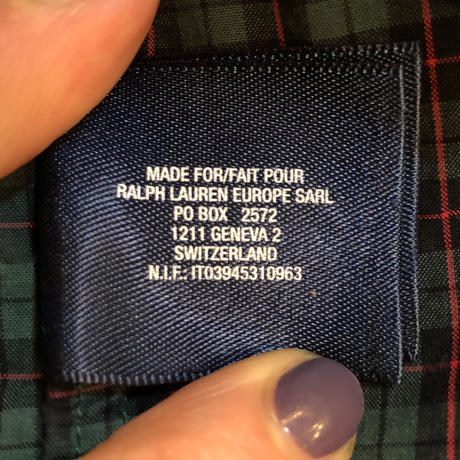 MADE FOR/FAIT POUR
RALPH LAUREN EUROPE SARL
PO BOX 2572
1211 GENEVA 2
SWITZERLAND
N.I.F.: IT03945310963